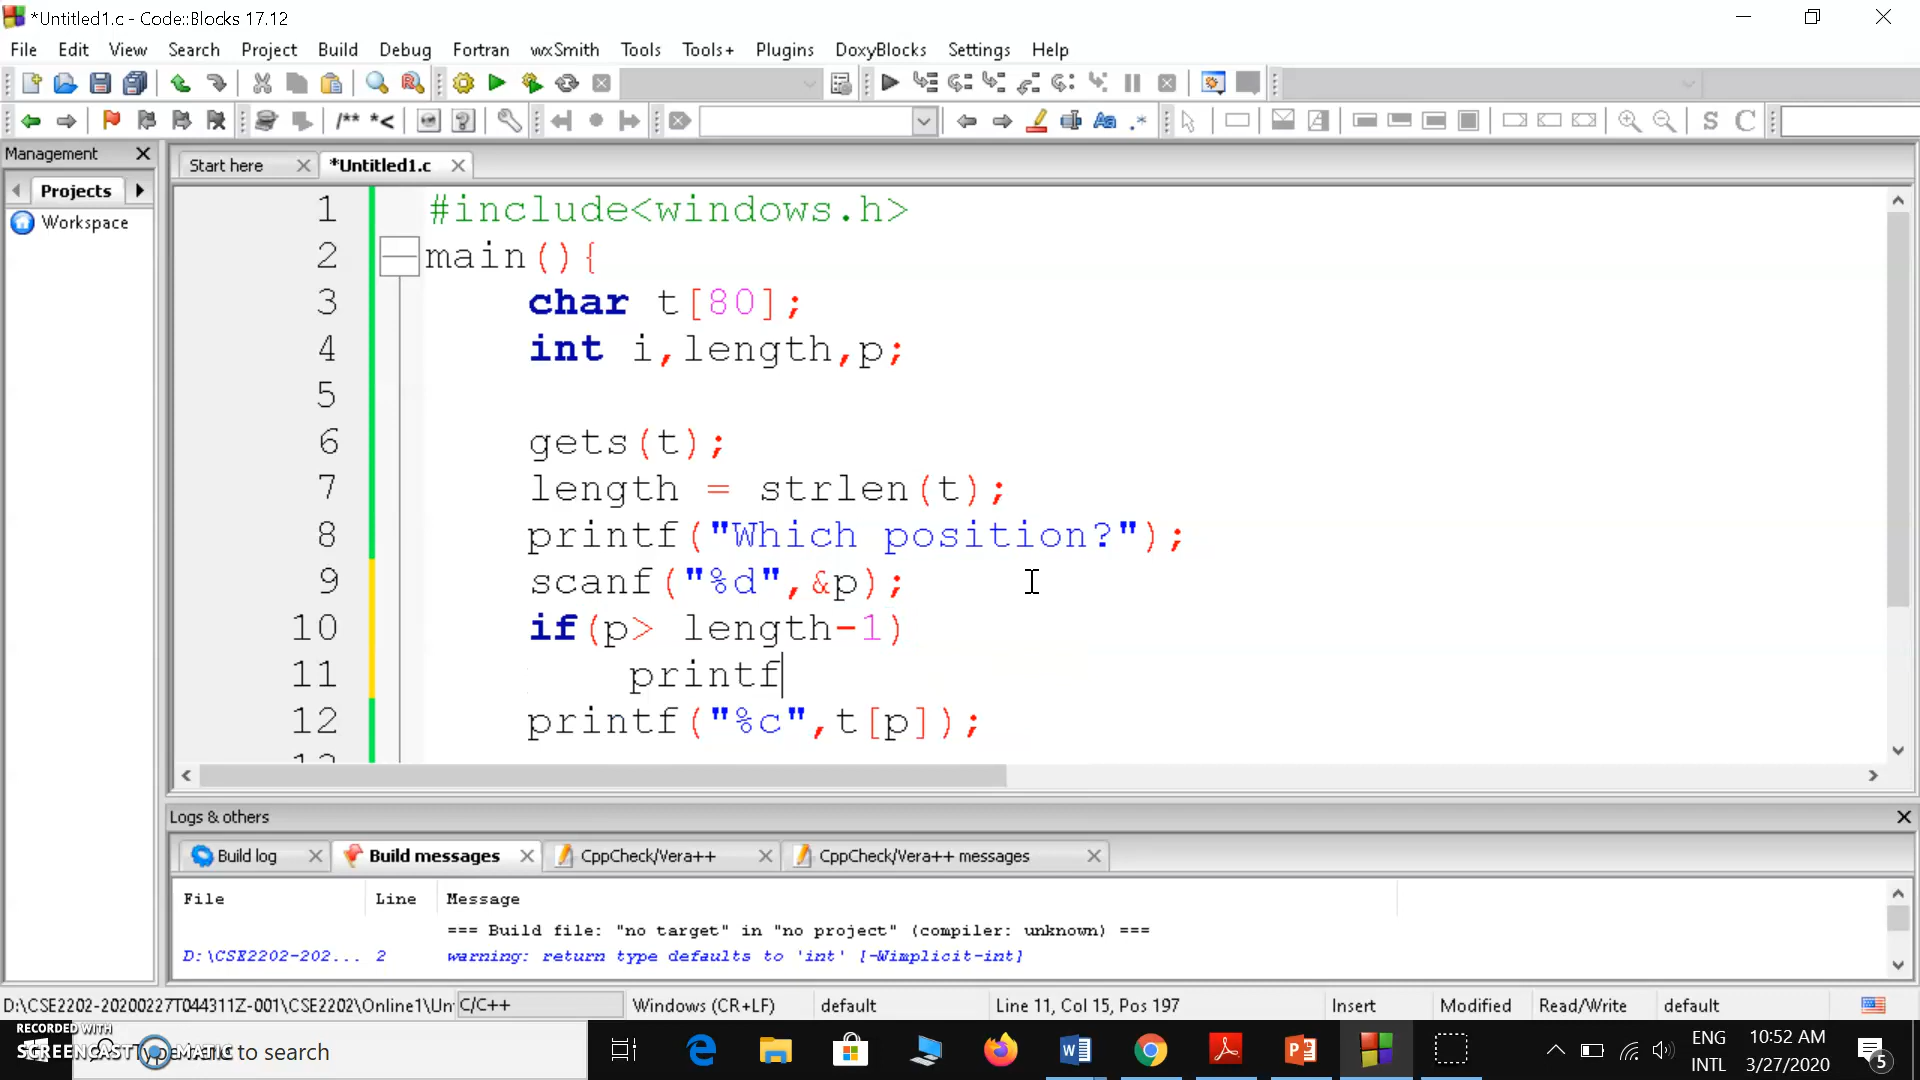 *Untitled1.c - Code::Blocks 17.12
File Edit View Search Project Build Debug Fortran wxSmith Tools Tools+ Plugins DoxyBlocks Settings Help
/** *<
Aa .* S C
Management
Start here *Untitled1.c
Projects
Workspace
1 #include<windows.h>
2 main(){
3 char t[80];
4 int i,length,p;
5
6 gets(t);
7 length = strlen(t);
8 printf("Which position?");
9 scanf("%d",&p);
10 if(p> length-1)
11 printf
12 printf("%c",t[p]);
Logs & others
Build log Build messages CppCheck/Vera++ CppCheck/Vera++ messages
File Line Message
=== Build file: "no target" in "no project" (compiler: unknown) ===
D:\CSE2202-202... 2 warning: return type defaults to 'int' [-Wimplicit-int]
D:\CSE2202-20200227T044311Z-001\CSE2202\Online1\Un C/C++ Windows (CR+LF) default Line 11, Col 15, Pos 197 Insert Modified Read/Write default
RECORDED WITH
SCREENCAST MATIC
Type here to search
ENG 10:52 AM
INTL 3/27/2020
5